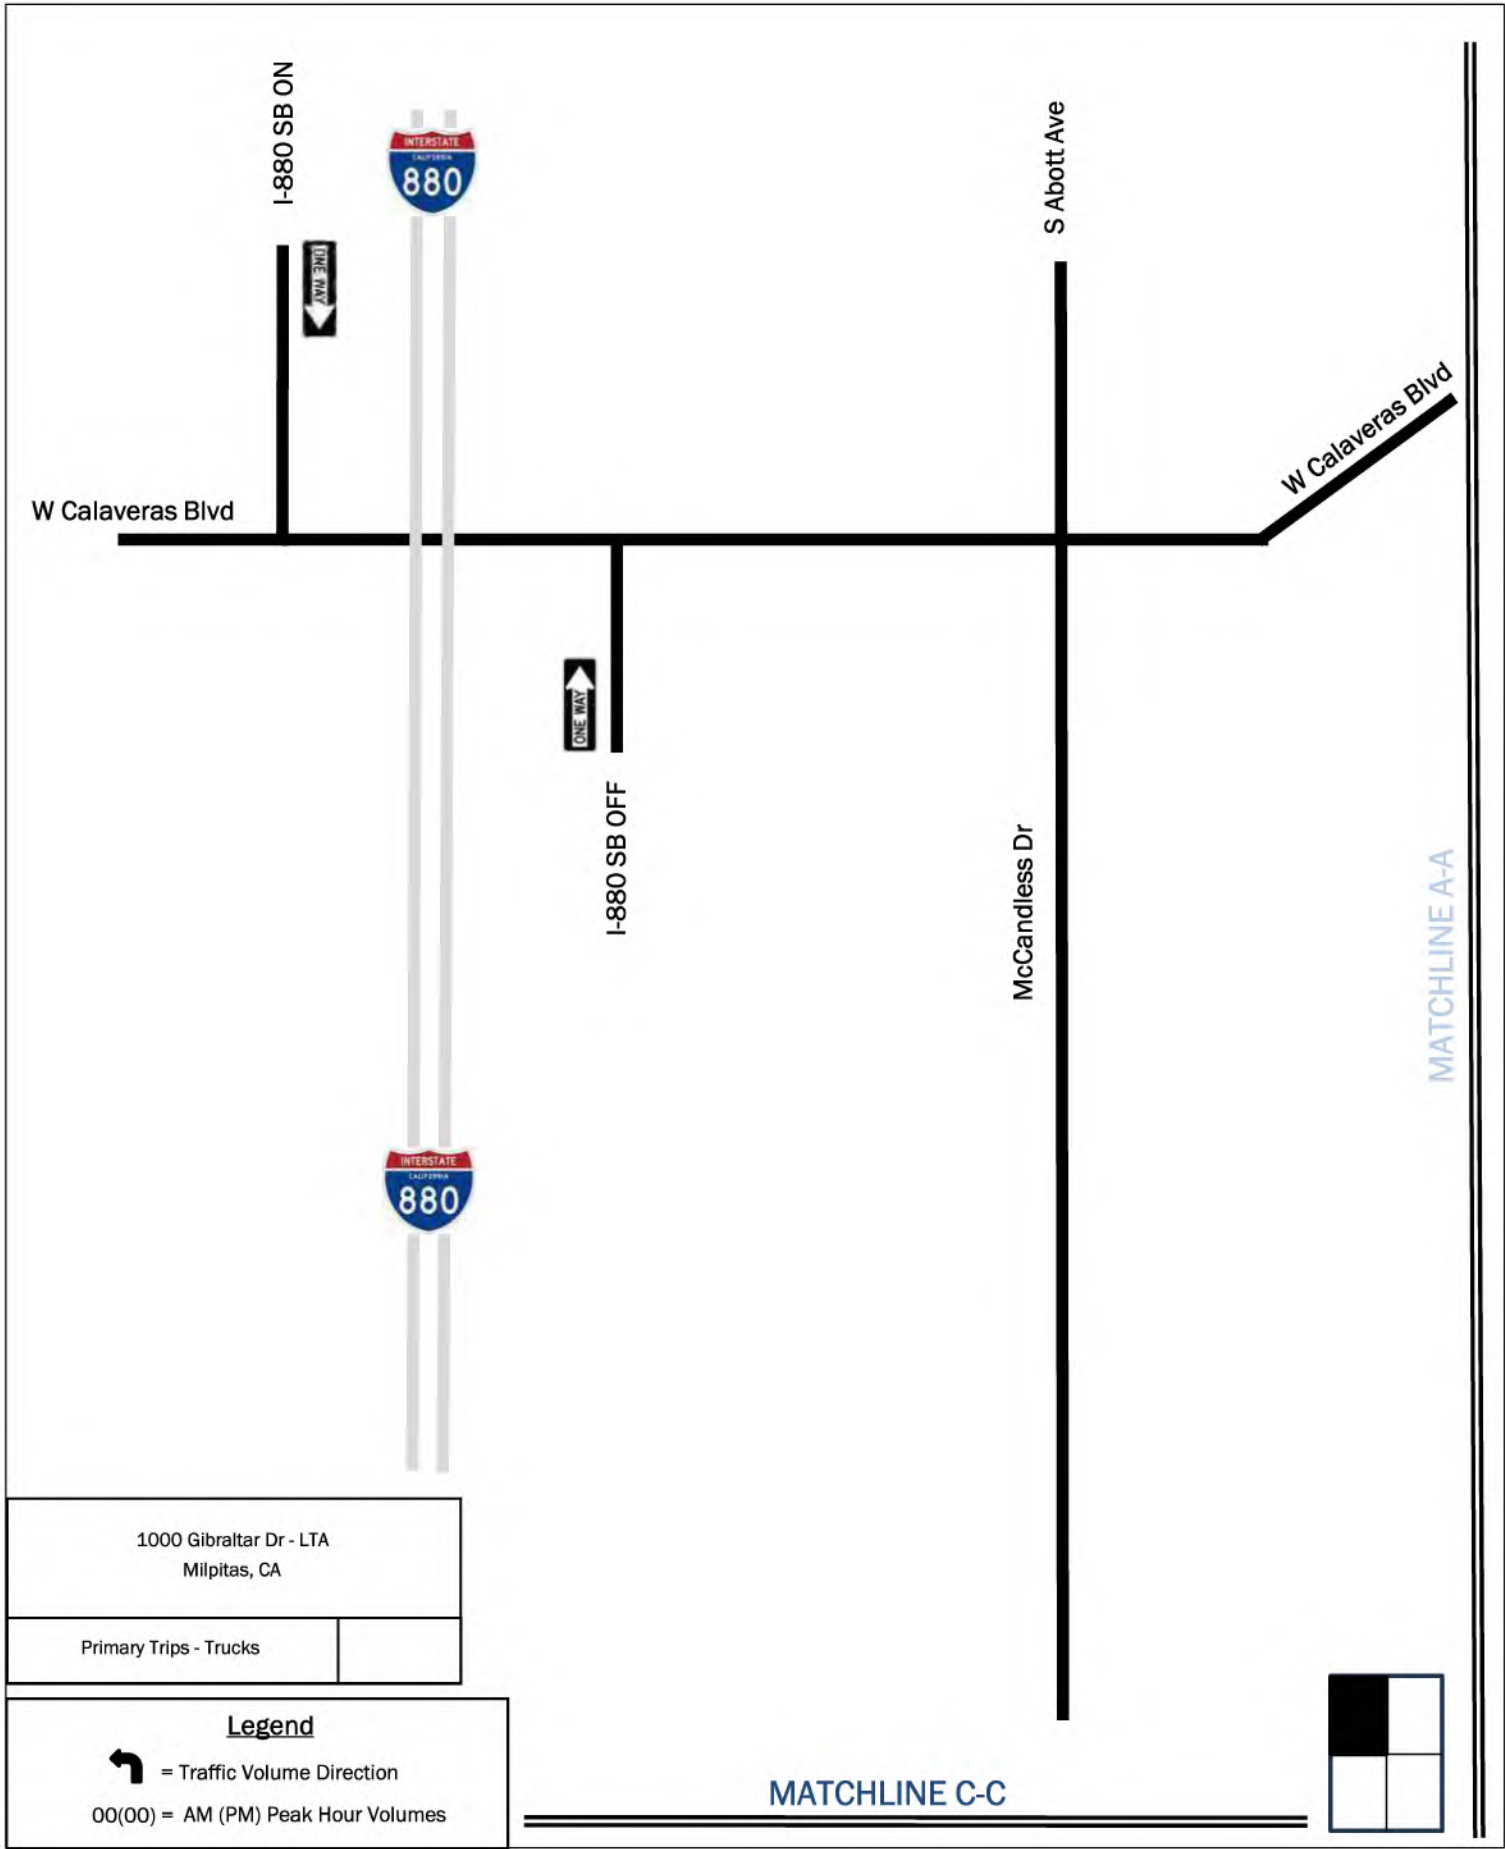 I-880 SB ON
INTERSTATE
CALIFORNIA
880
S Abott Ave
ONE WAY
W Calaveras Blvd
W Calaveras Blvd
ONE WAY
I-880 SB OFF
McCandless Dr
MATCHLINE A-A
INTERSTATE
CALIFORNIA
880
1000 Gibraltar Dr - LTA
Milpitas, CA
Primary Trips - Trucks
Legend
= Traffic Volume Direction
00(00) = AM (PM) Peak Hour Volumes
MATCHLINE C-C